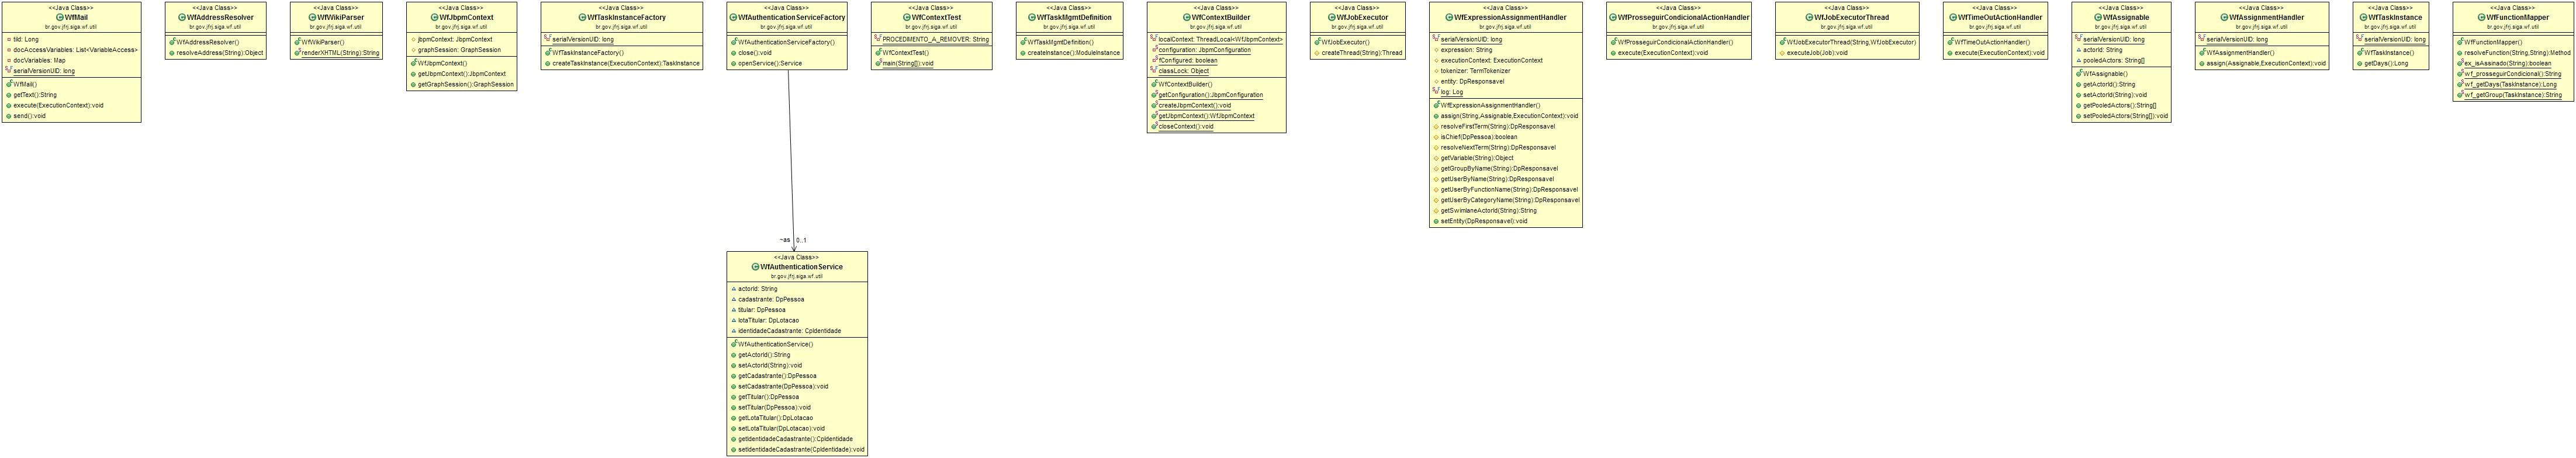 <<Java Class>>
WfMail
br.gov.jfrj.siga.wf.util
tild: Long
docAccessVariables: List<VariableAccess>
docVariables: Map
serialVersionUID: long
WfMail()
getText():String
execute(ExecutionContext):void
send():void
<<Java Class>>
WfAddressResolver
br.gov.jfrj.siga.wf.util
WfAddressResolver()
resolveAddress(String):Object
<<Java Class>>
WfWikiParser
br.gov.jfrj.siga.wf.util
WfWikiParser()
renderXHTML(String):String
<<Java Class>>
WfJbpmContext
br.gov.jfrj.siga.wf.util
jbpmContext: JbpmContext
graphSession: GraphSession
WfJbpmContext()
getJbpmContext():JbpmContext
getGraphSession():GraphSession
<<Java Class>>
WfTaskInstanceFactory
br.gov.jfrj.siga.wf.util
serialVersionUID: long
WfTaskInstanceFactory()
createTaskInstance(ExecutionContext):TaskInstance
<<Java Class>>
WfAuthenticationServiceFactory
br.gov.jfrj.siga.wf.util
WfAuthenticationServiceFactory()
close():void
openService():Service
~as 0..1
<<Java Class>>
WfAuthenticationService
br.gov.jfrj.siga.wf.util
actorId: String
cadastrante: DpPessoa
titular: DpPessoa
lotaTitular: DpLotacao
identidadeCadastrante: CpIdentidade
WfAuthenticationService()
getActorId():String
setActorId(String):void
getCadastrante():DpPessoa
setCadastrante(DpPessoa):void
getTitular():DpPessoa
setTitular(DpPessoa):void
getLotaTitular():DpLotacao
setLotaTitular(DpLotacao):void
getIdentidadeCadastrante():CpIdentidade
setIdentidadeCadastrante(CpIdentidade):void
<<Java Class>>
WfContextTest
br.gov.jfrj.siga.wf.util
PROCEDIMENTO_A_REMOVER: String
WfContextTest()
main(String[]):void
<<Java Class>>
WfTaskMgmtDefinition
br.gov.jfrj.siga.wf.util
WfTaskMgmtDefinition()
createInstance():ModuleInstance
<<Java Class>>
WfContextBuilder
br.gov.jfrj.siga.wf.util
localContext: ThreadLocal<WfJbpmContext>
configuration: JbpmConfiguration
fConfigured: boolean
classLock: Object
WfContextBuilder()
getConfiguration():JbpmConfiguration
createJbpmContext():void
getJbpmContext():WfJbpmContext
closeContext():void
<<Java Class>>
WfJobExecutor
br.gov.jfrj.siga.wf.util
WfJobExecutor()
createThread(String):Thread
<<Java Class>>
WfExpressionAssignmentHandler
br.gov.jfrj.siga.wf.util
serialVersionUID: long
expression: String
executionContext: ExecutionContext
tokenizer: TermTokenizer
entity: DpResponsavel
log: Log
WfExpressionAssignmentHandler()
assign(String,Assignable,ExecutionContext):void
resolveFirstTerm(String):DpResponsavel
isChief(DpPessoa):boolean
resolveNextTerm(String):DpResponsavel
getVariable(String):Object
getGroupByName(String):DpResponsavel
getUserByName(String):DpResponsavel
getUserByFunctionName(String):DpResponsavel
getUserByCategoryName(String):DpResponsavel
getSwimlaneActorId(String):String
setEntity(DpResponsavel):void
<<Java Class>>
WfProsseguirCondicionalActionHandler
br.gov.jfrj.siga.wf.util
WfProsseguirCondicionalActionHandler()
execute(ExecutionContext):void
<<Java Class>>
WfJobExecutorThread
br.gov.jfrj.siga.wf.util
WfJobExecutorThread(String,WfJobExecutor)
executeJob(Job):void
<<Java Class>>
WfTimeOutActionHandler
br.gov.jfrj.siga.wf.util
WfTimeOutActionHandler()
execute(ExecutionContext):void
<<Java Class>>
WfAssignable
br.gov.jfrj.siga.wf.util
serialVersionUID: long
actorId: String
pooledActors: String[]
WfAssignable()
getActorId():String
setActorId(String):void
getPooledActors():String[]
setPooledActors(String[]):void
<<Java Class>>
WfAssignmentHandler
br.gov.jfrj.siga.wf.util
serialVersionUID: long
WfAssignmentHandler()
assign(Assignable,ExecutionContext):void
<<Java Class>>
WfTaskInstance
br.gov.jfrj.siga.wf.util
serialVersionUID: long
WfTaskInstance()
getDays():Long
<<Java Class>>
WfFunctionMapper
br.gov.jfrj.siga.wf.util
WfFunctionMapper()
resolveFunction(String,String):Method
ex_isAssinado(String):boolean
wf_prosseguirCondicional():String
wf_getDays(TaskInstance):Long
wf_getGroup(TaskInstance):String